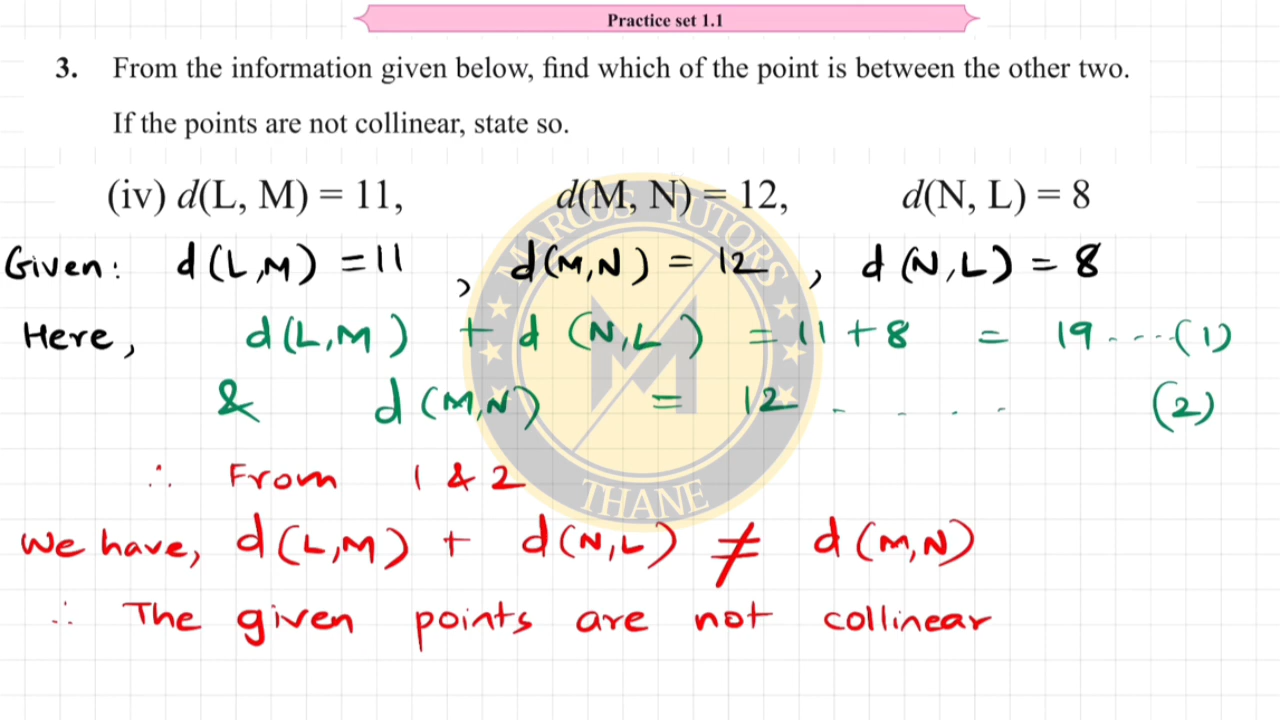 Practice set 1.1
3. From the information given below, find which of the point is between the other two.
If the points are not collinear, state so.
(iv) d(L, M) = 11, d(M, N) = 12, d(N, L) = 8
Given: d(L,M) = 11 , d(M,N) = 12 , d(N,L) = 8
Here, d(L,M) + d(N,L) = 11 + 8 = 19 ....(1)
& d(M,N) = 12 . . . . (2)
∴ From 1 & 2
We have, d(L,M) + d(N,L) ≠ d(M,N)
∴ The given points are not collinear
MARCUS TUTORS
M
THANE